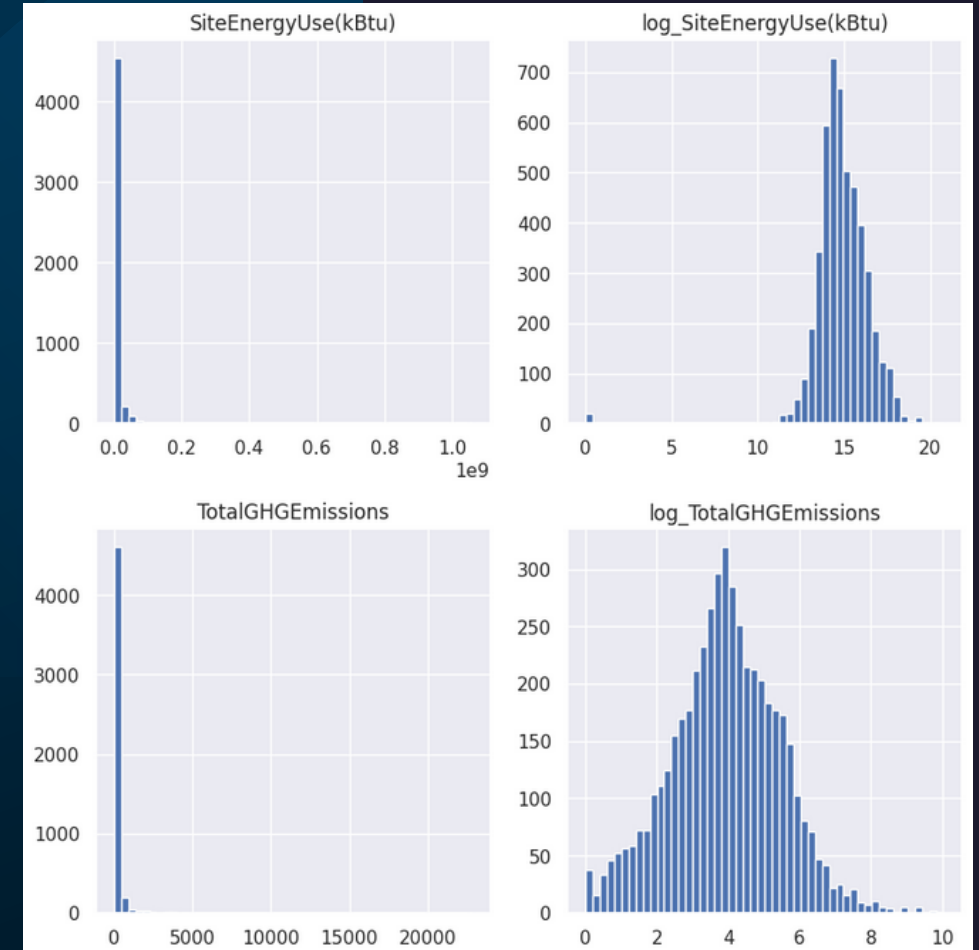 SiteEnergyUse(kBtu)
4000
3000
2000
1000
0
0.0 0.2 0.4 0.6 0.8 1.0
1e9
log_SiteEnergyUse(kBtu)
700
600
500
400
300
200
100
0
0 5 10 15 20
TotalGHGEmissions
4000
3000
2000
1000
0
0 5000 10000 15000 20000
log_TotalGHGEmissions
300
250
200
150
100
50
0
0 2 4 6 8 10